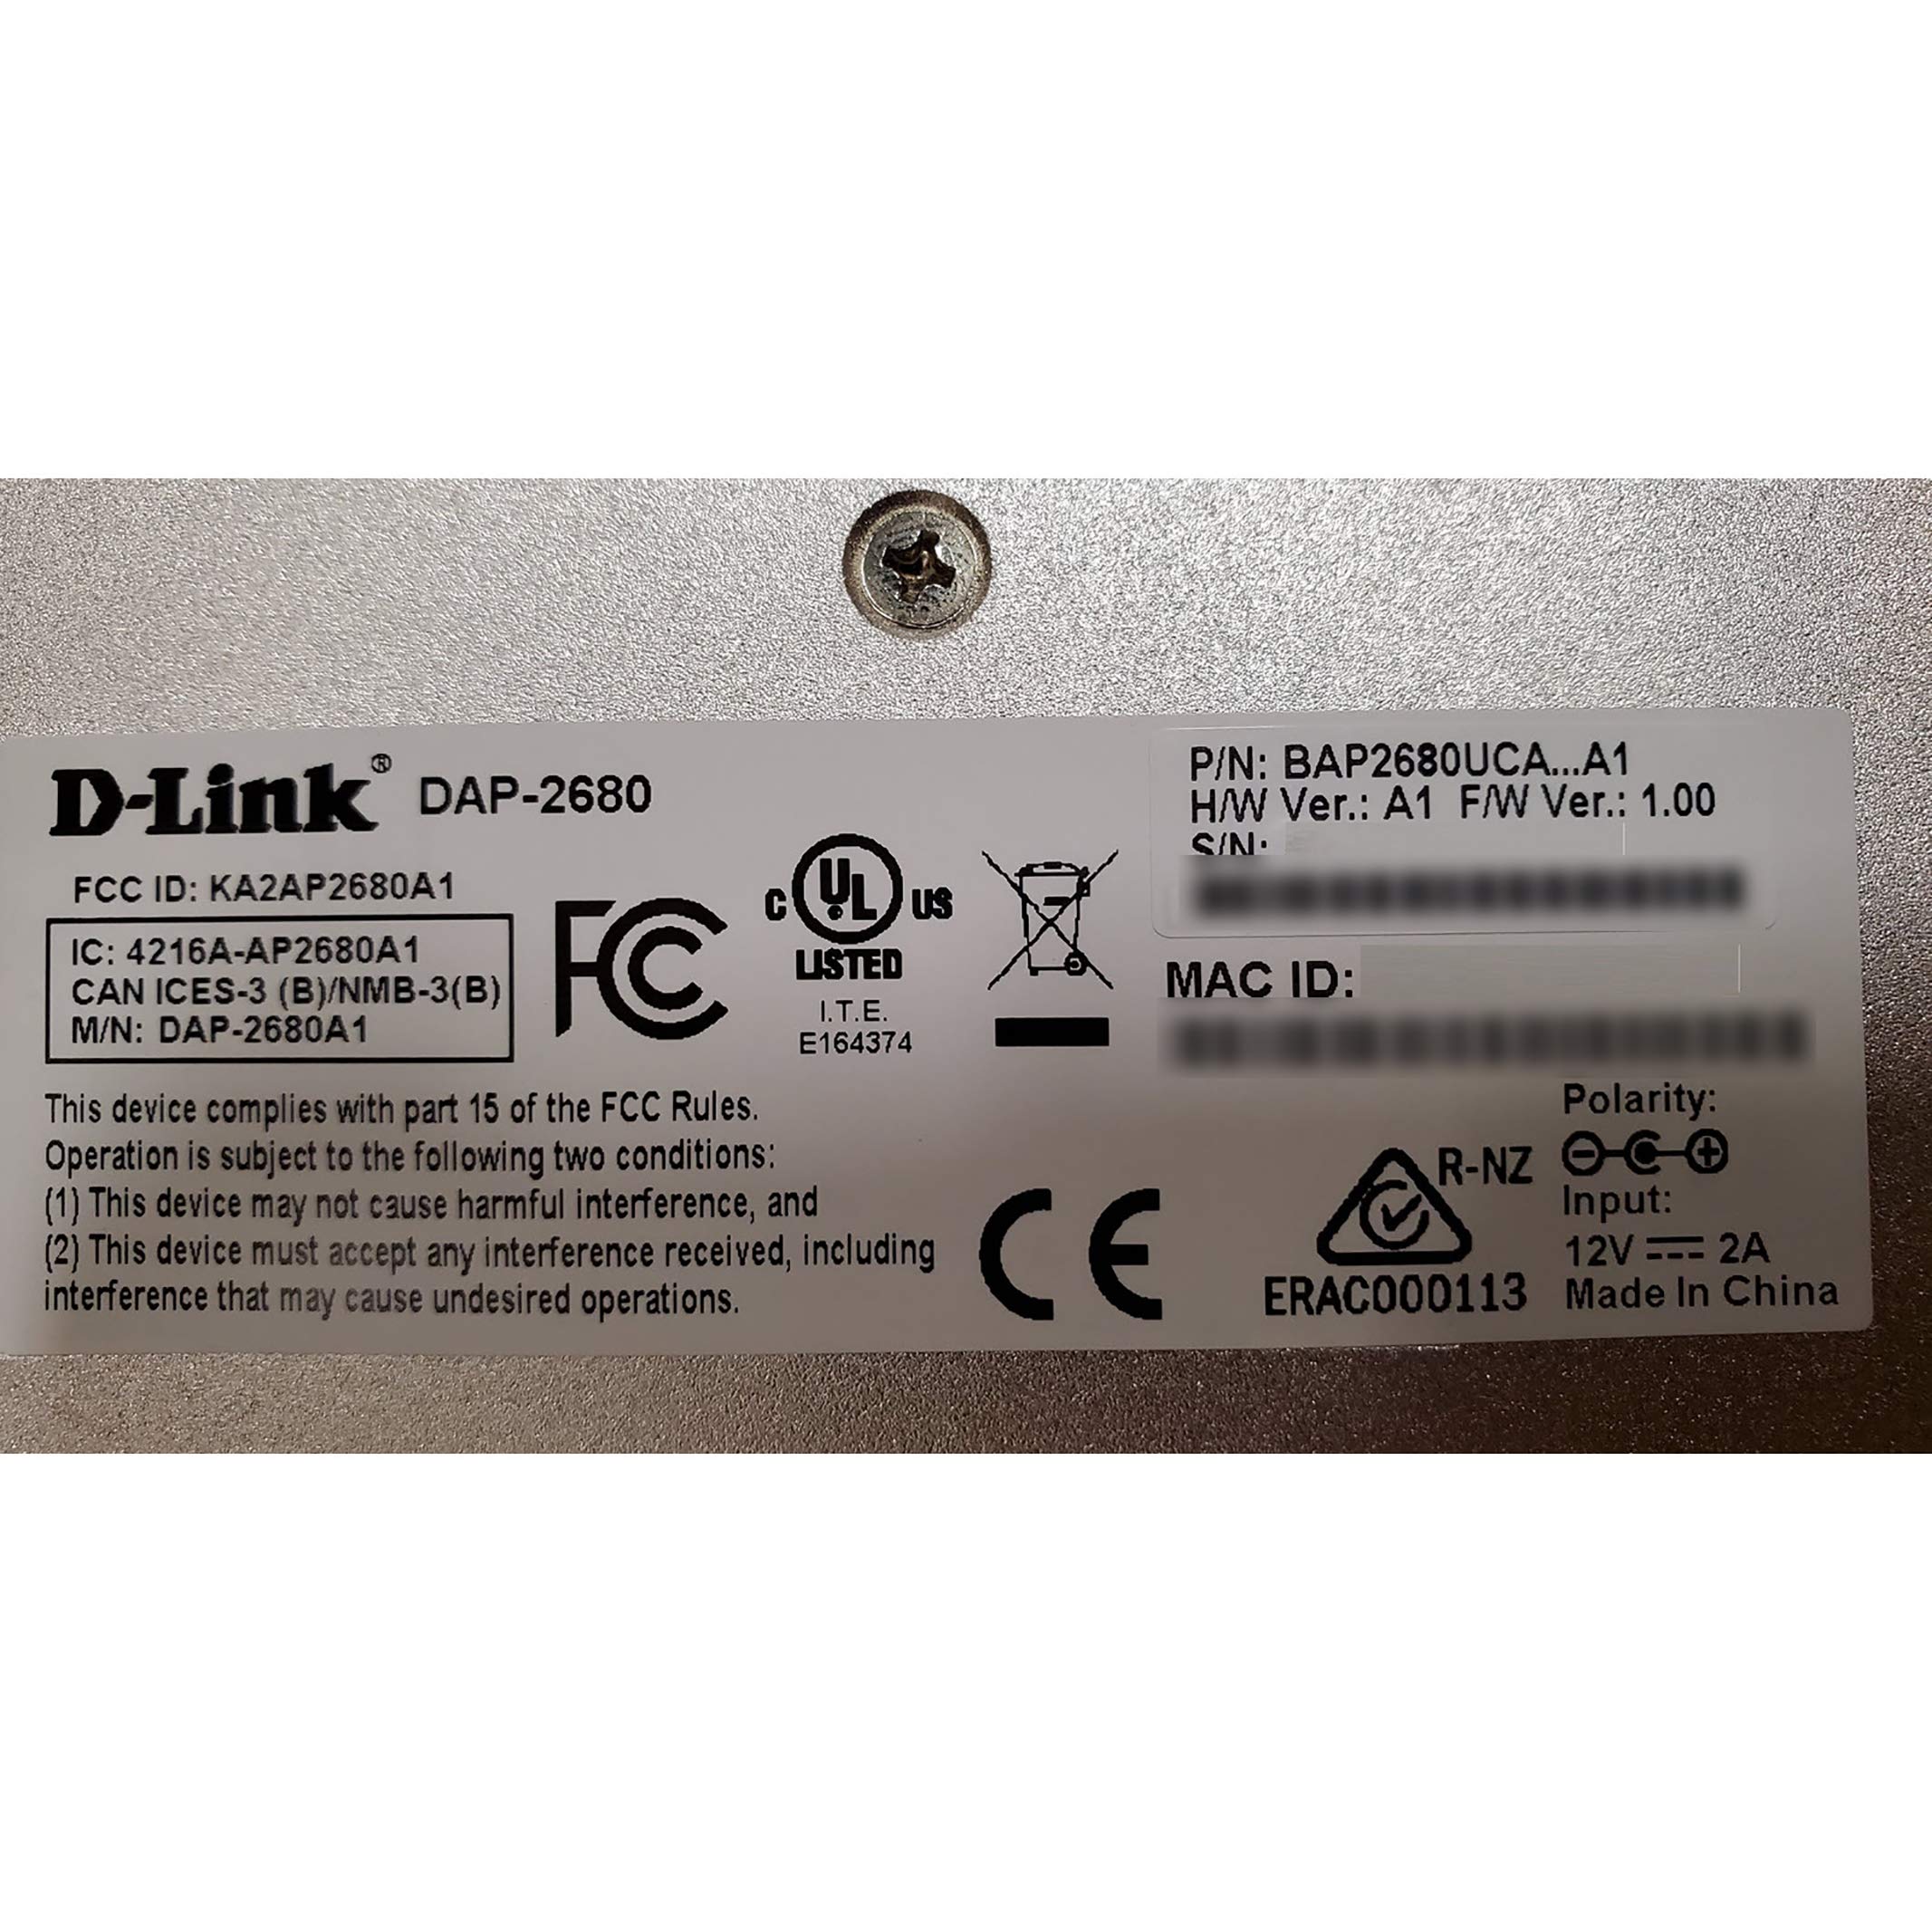 D-Link® DAP-2680
FCC ID: KA2AP2680A1
IC: 4216A-AP2680A1
CAN ICES-3 (B)/NMB-3(B)
M/N: DAP-2680A1
FC
C UL US
LISTED
I.T.E.
E164374
P/N: BAP2680UCA...A1
H/W Ver.: A1 F/W Ver.: 1.00
S/N:
MAC ID:
This device complies with part 15 of the FCC Rules.
Operation is subject to the following two conditions:
(1) This device may not cause harmful interference, and
(2) This device must accept any interference received, including
interference that may cause undesired operations.
CE
R-NZ
ERAC000113
Polarity:
Input:
12V 2A
Made In China